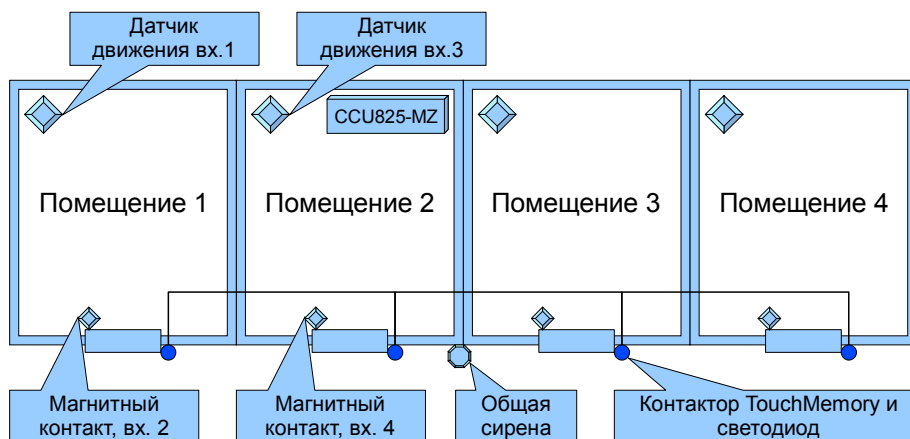 Датчик
движения вх.1
Датчик
движения вх.3
CCU825-MZ
Помещение 1
Помещение 2
Помещение 3
Помещение 4
Магнитный
контакт, вх. 2
Магнитный
контакт, вх. 4
Общая
сирена
Контактор TouchMemory и
светодиод